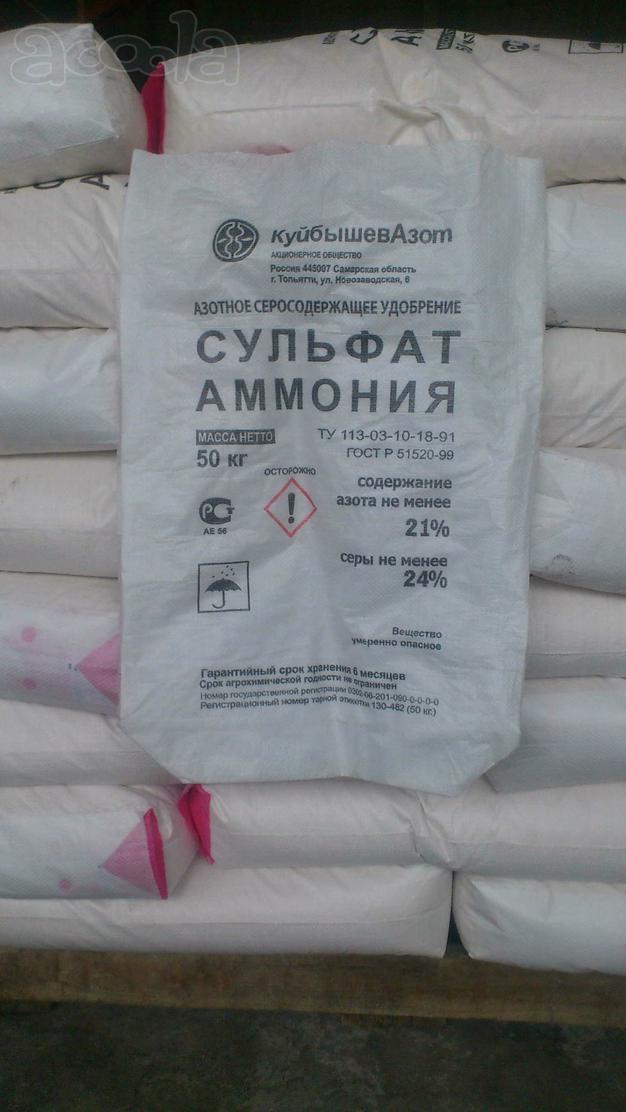 acoola
КуйбышевАзот
АКЦИОНЕРНОЕ ОБЩЕСТВО
Россия 445007 Самарская область
г. Тольятти, ул. Новозаводская, 6
АЗОТНОЕ СЕРОСОДЕРЖАЩЕЕ УДОБРЕНИЕ
СУЛЬФАТ
АММОНИЯ
МАССА НЕТТО
50 кг
ТУ 113-03-10-18-91
ГОСТ Р 51520-99
ОСТОРОЖНО
содержание
азота не менее
21%
АЕ 56
серы не менее
24%
Вещество
умеренно опасное
Гарантийный срок хранения 6 месяцев
Срок агрохимической годности не ограничен
Номер государственной регистрации 0302-06-201-090-0-0-0-0
Регистрационный номер тарной этикетки 130-482 (50 кг.)